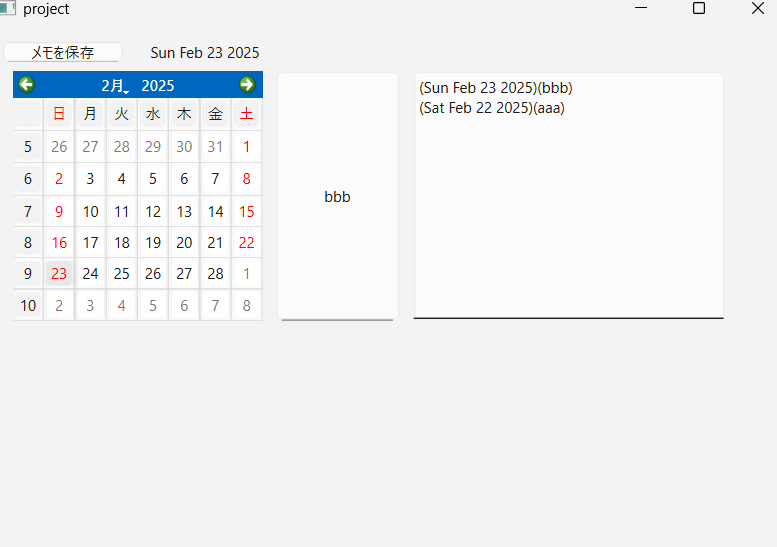 project
メモを保存 Sun Feb 23 2025
2月 2025
日 月 火 水 木 金 土
5 26 27 28 29 30 31 1
6 2 3 4 5 6 7 8
7 9 10 11 12 13 14 15
8 16 17 18 19 20 21 22
9 23 24 25 26 27 28 1
10 2 3 4 5 6 7 8
bbb
(Sun Feb 23 2025)(bbb)
(Sat Feb 22 2025)(aaa)